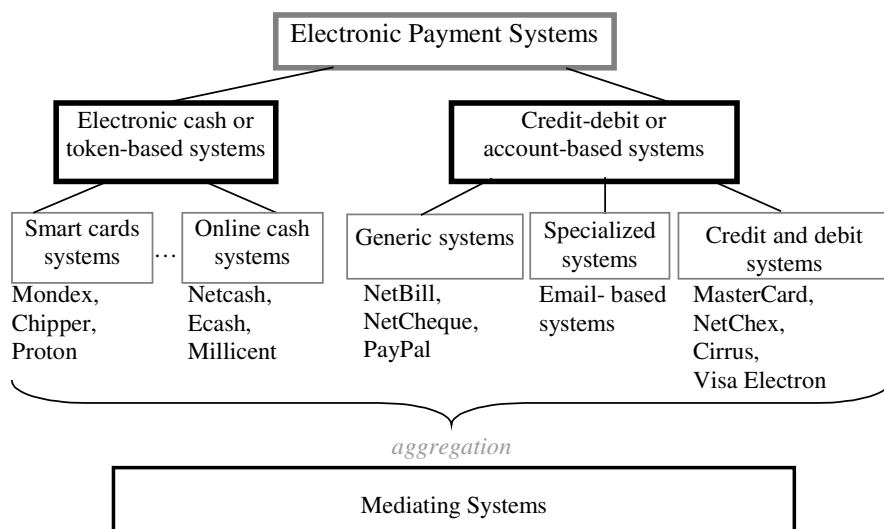 Electronic Payment Systems
Electronic cash or
token-based systems
Credit-debit or
account-based systems
Smart cards
systems
...
Online cash
systems
Generic systems
Specialized
systems
Credit and debit
systems
Mondex,
Chipper,
Proton
Netcash,
Ecash,
Millicent
NetBill,
NetCheque,
PayPal
Email- based
systems
MasterCard,
NetChex,
Cirrus,
Visa Electron
aggregation
Mediating Systems